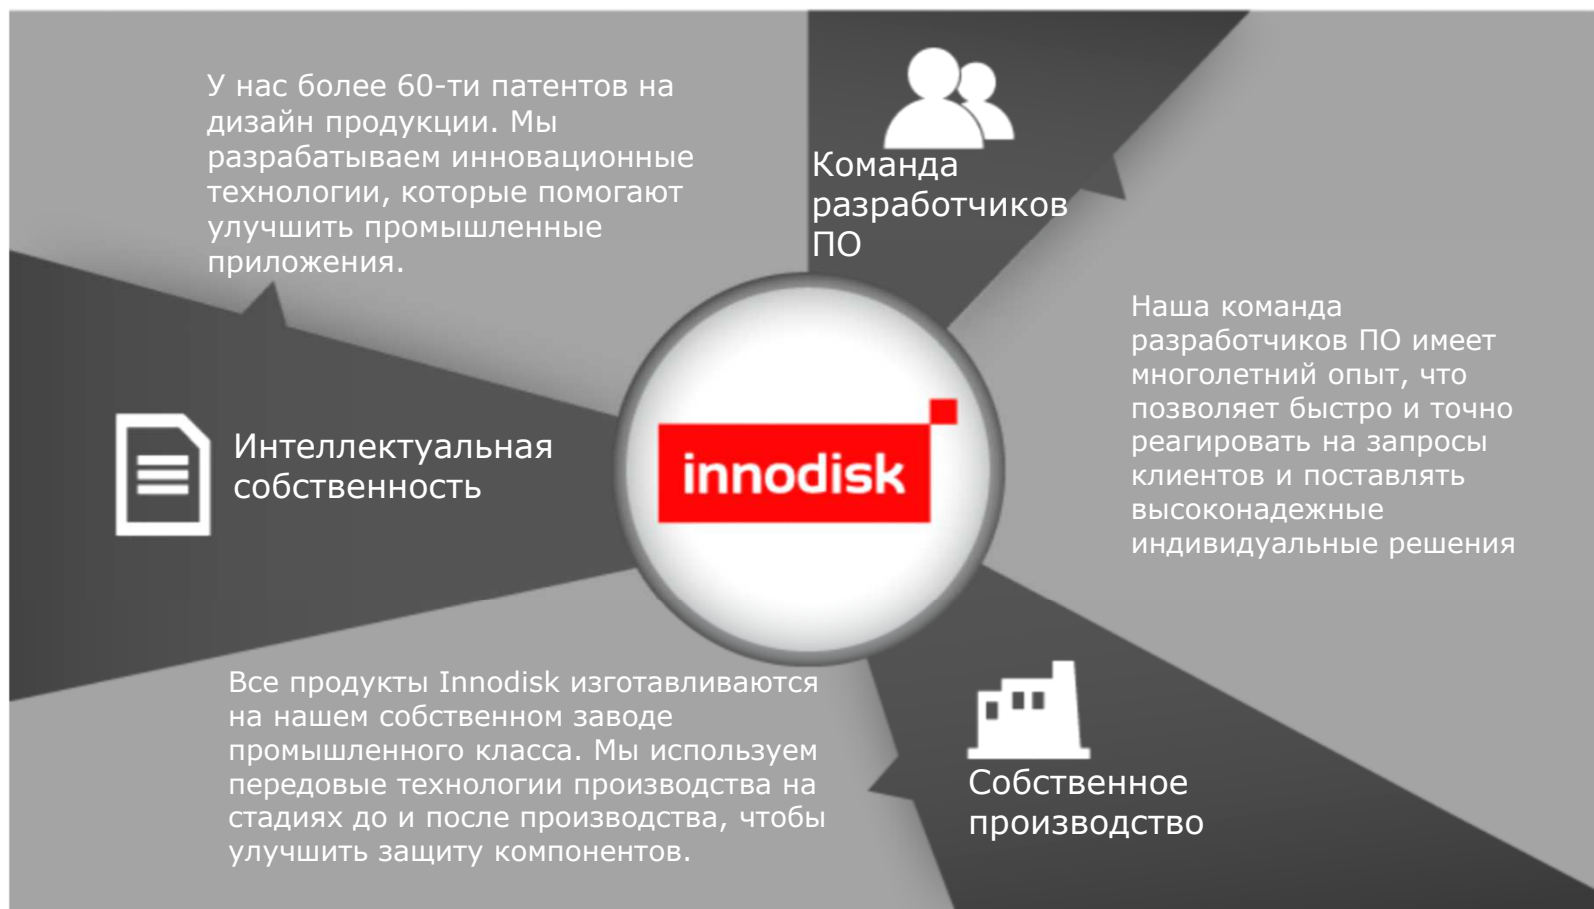 У нас более 60-ти патентов на
дизайн продукции. Мы
разрабатываем инновационные
технологии, которые помогают
улучшить промышленные
приложения.
Команда
разработчиков
ПО
Наша команда
разработчиков ПО имеет
многолетний опыт, что
позволяет быстро и точно
реагировать на запросы
клиентов и поставлять
высоконадежные
индивидуальные решения
Интеллектуальная
собственность
innodisk
Все продукты Innodisk изготавливаются
на нашем собственном заводе
промышленного класса. Мы используем
передовые технологии производства на
стадиях до и после производства, чтобы
улучшить защиту компонентов.
Собственное
производство